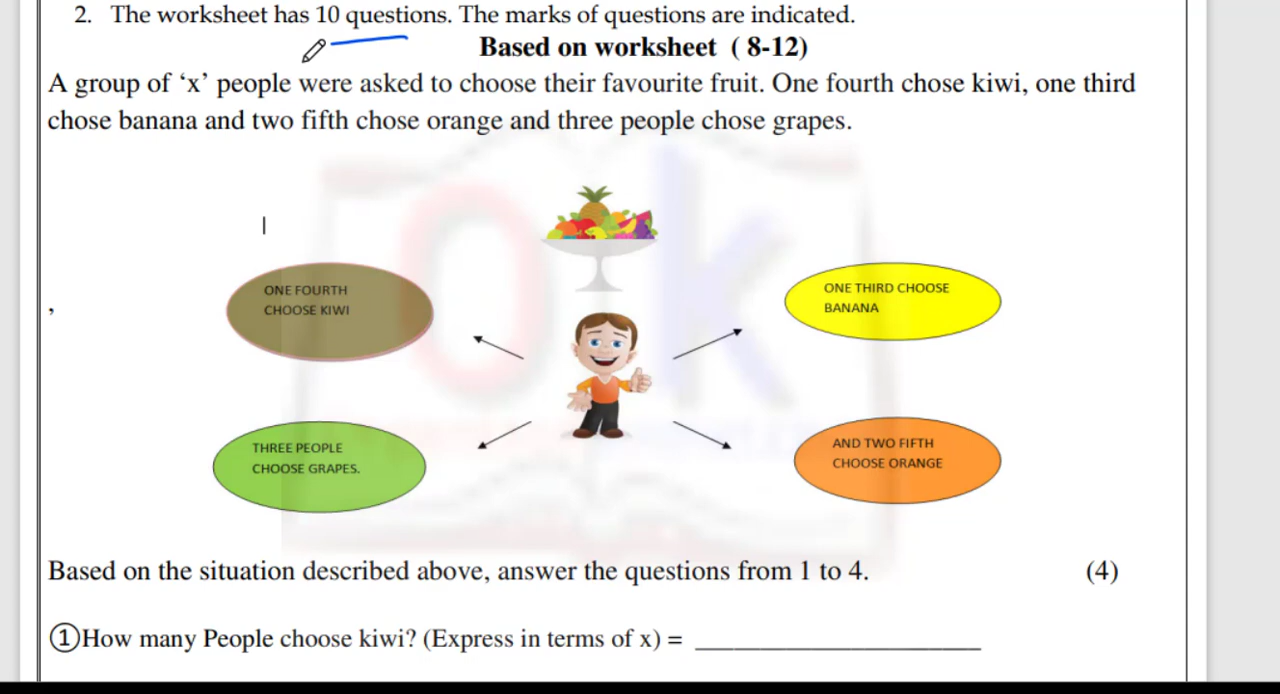 2. The worksheet has 10 questions. The marks of questions are indicated.
Based on worksheet ( 8-12)
A group of ‘x’ people were asked to choose their favourite fruit. One fourth chose kiwi, one third
chose banana and two fifth chose orange and three people chose grapes.
ONE FOURTH
CHOOSE KIWI
ONE THIRD CHOOSE
BANANA
,
THREE PEOPLE
CHOOSE GRAPES.
AND TWO FIFTH
CHOOSE ORANGE
Based on the situation described above, answer the questions from 1 to 4. (4)
①How many People choose kiwi? (Express in terms of x) = ____________________